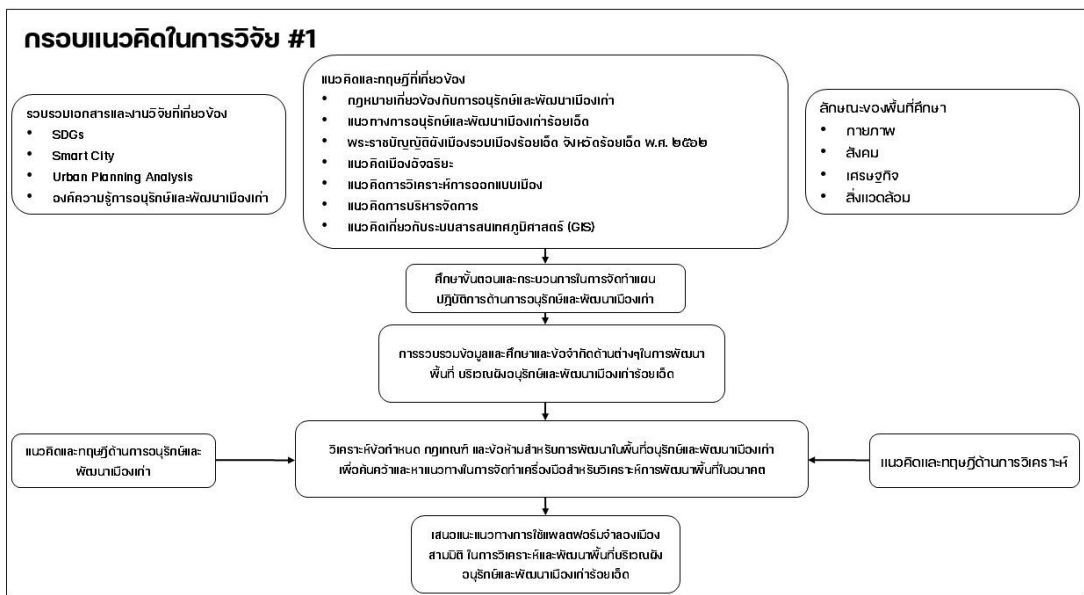 กรอบแนวคิดในการวิจัย #1
รวบรวมเอกสารและงานวิจัยที่เกี่ยวข้อง
• SDGs
• Smart City
• Urban Planning Analysis
• องค์ความรู้การอนุรักษ์และพัฒนาเมืองเก่า
แนวคิดและทฤษฎีที่เกี่ยวข้อง
• กฎหมายเกี่ยวข้องกับการอนุรักษ์และพัฒนาเมืองเก่า
• แนวทางการอนุรักษ์และพัฒนาเมืองเก่าร้อยเอ็ด
• พระราชบัญญัติผังเมืองรวมเมืองร้อยเอ็ด จังหวัดร้อยเอ็ด พ.ศ. ๒๕๖๒
• แนวคิดเมืองอัจฉริยะ
• แนวคิดการวิเคราะห์การออกแบบเมือง
• แนวคิดการบริหารจัดการ
• แนวคิดเกี่ยวกับระบบสารสนเทศภูมิศาสตร์ (GIS)
ลักษณะของพื้นที่ศึกษา
• กายภาพ
• สังคม
• เศรษฐกิจ
• สิ่งแวดล้อม
ศึกษาขั้นตอนและกระบวนการในการจัดทำแผน
ปฏิบัติการด้านการอนุรักษ์และพัฒนาเมืองเก่า
การรวบรวมข้อมูลและศึกษาและข้อจำกัดด้านต่างๆในการพัฒนา
พื้นที่ บริเวณผังอนุรักษ์และพัฒนาเมืองเก่าร้อยเอ็ด
แนวคิดและทฤษฎีด้านการอนุรักษ์และ
พัฒนาเมืองเก่า
วิเคราะห์ข้อกำหนด กฎเกณฑ์ และข้อห้ามสำหรับการพัฒนาในพื้นที่อนุรักษ์และพัฒนาเมืองเก่า
เพื่อค้นคว้าและหาแนวทางในการจัดทำเครื่องมือสำหรับวิเคราะห์การพัฒนาพื้นที่ในอนาคต
แนวคิดและทฤษฎีด้านการวิเคราะห์
เสนอแนะแนวทางการใช้แพลตฟอร์มจำลองเมือง
สามมิติ ในการวิเคราะห์และพัฒนาพื้นที่บริเวณผัง
อนุรักษ์และพัฒนาเมืองเก่าร้อยเอ็ด